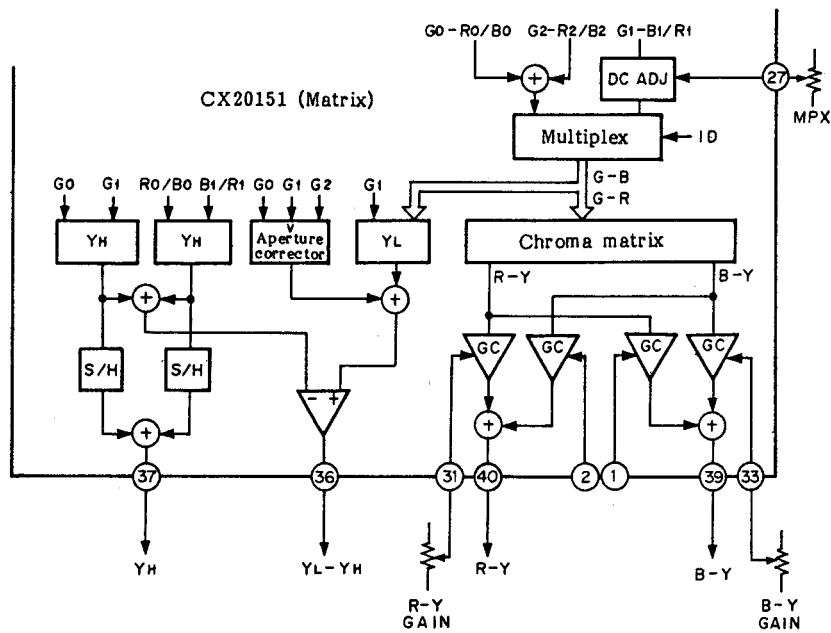 G0-R0/B0 G2-R2/B2 G1-B1/R1
DC ADJ
27
MPX
CX20151 (Matrix)
Multiplex
ID
G-B
G-R
G0 G1 R0/B0 B1/R1 G0 G1 G2 G1
YH
YH
V
Aperture
corrector
YL
Chroma matrix
R-Y
B-Y
+
+
+
S/H
S/H
- +
GC
GC
GC
GC
+
+
+
37
36
31
40
2
1
39
33
YH
YL-YH
R-Y
GAIN
R-Y
B-Y
B-Y
GAIN